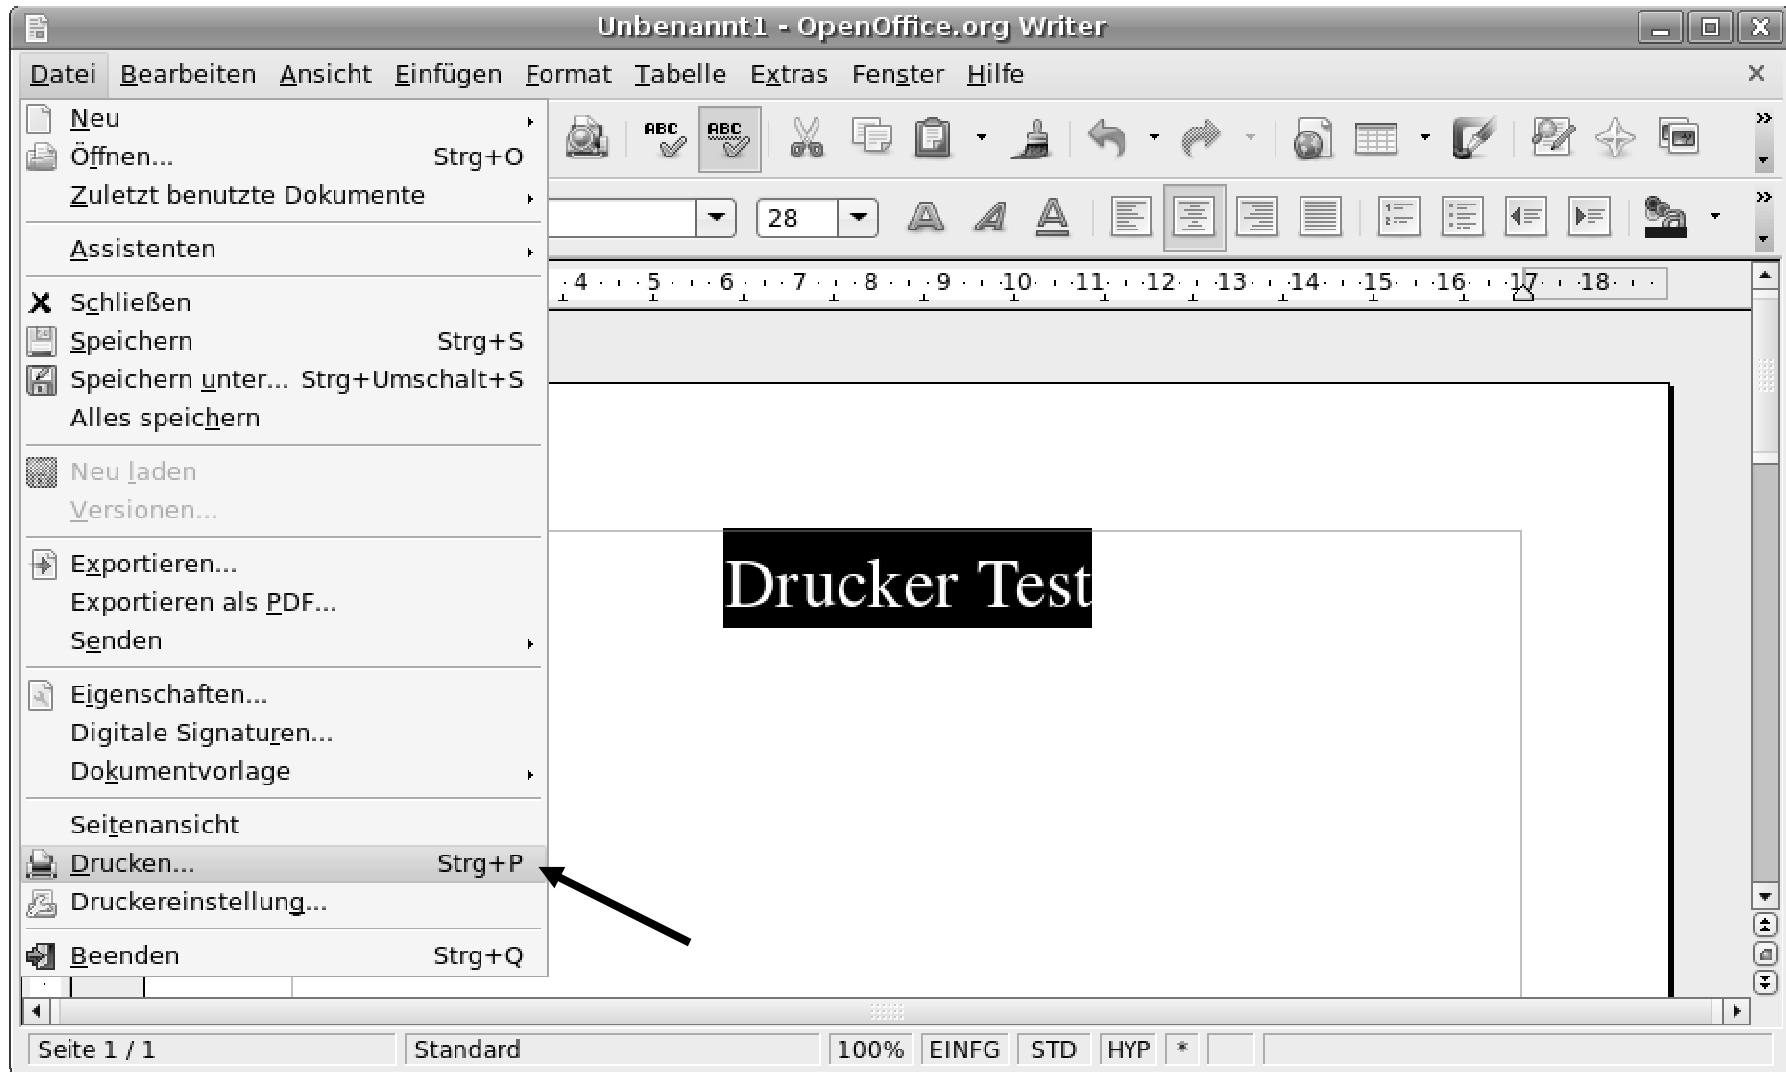 Unbenannt1 - OpenOffice.org Writer
Datei Bearbeiten Ansicht Einfügen Format Tabelle Extras Fenster Hilfe
Neu
Öffnen... Strg+O
Zuletzt benutzte Dokumente
Assistenten
Schließen
Speichern Strg+S
Speichern unter... Strg+Umschalt+S
Alles speichern
Neu laden
Versionen...
Exportieren...
Exportieren als PDF...
Senden
Eigenschaften...
Digitale Signaturen...
Dokumentvorlage
Seitenansicht
Drucken... Strg+P
Druckereinstellung...
Beenden Strg+Q
ABC ABC
28
4 5 6 7 8 9 10 11 12 13 14 15 16 17 18
Drucker Test
Seite 1 / 1 Standard 100% EINFG STD HYP *